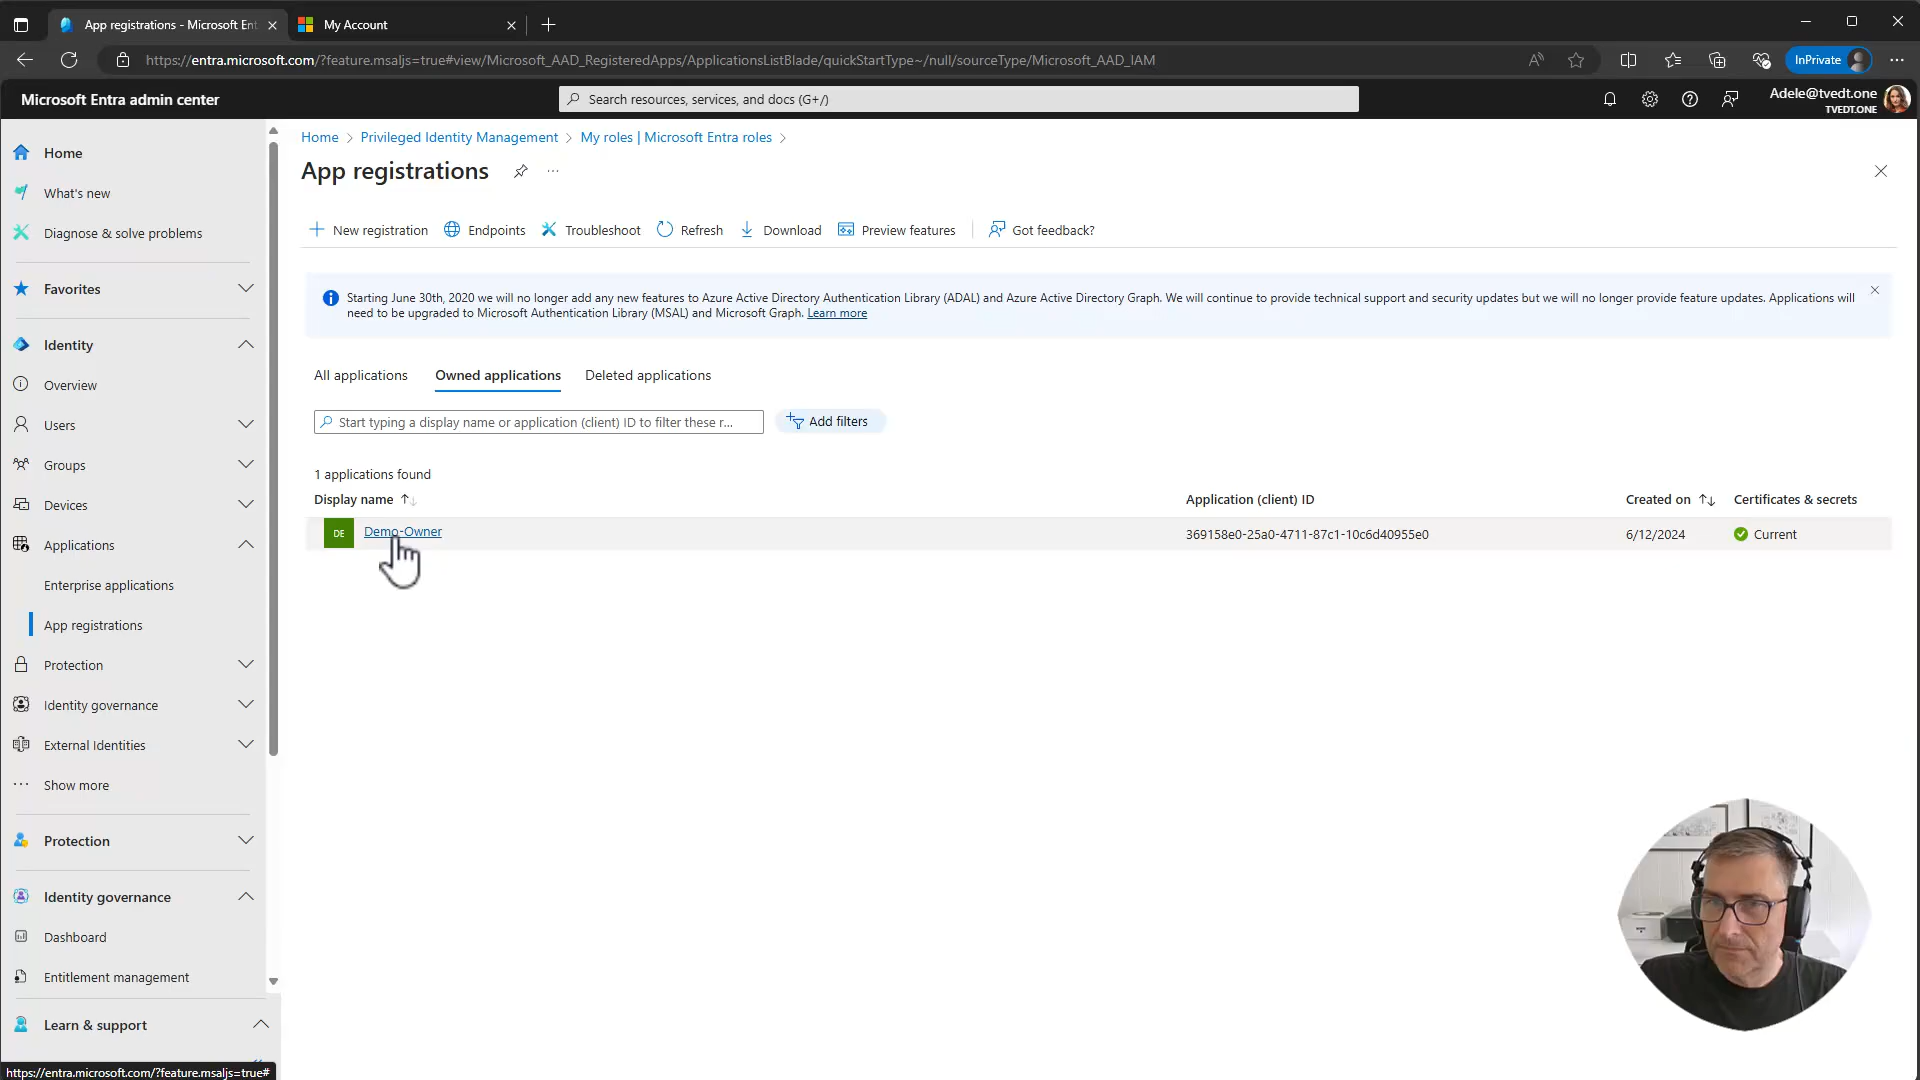 App registrations - Microsoft Ent
My Account
https://entra.microsoft.com/?feature.msaljs=true#view/Microsoft_AAD_RegisteredApps/ApplicationsListBlade/quickStartType~/null/sourceType/Microsoft_AAD_IAM
InPrivate
Microsoft Entra admin center
Search resources, services, and docs (G+/)
Adele@tvedt.one
TVEDT.ONE
Home
What's new
Diagnose & solve problems
Favorites
Identity
Overview
Users
Groups
Devices
Applications
Enterprise applications
App registrations
Protection
Identity governance
External Identities
Show more
Protection
Identity governance
Dashboard
Entitlement management
Learn & support
Home > Privileged Identity Management > My roles | Microsoft Entra roles >
App registrations
New registration
Endpoints
Troubleshoot
Refresh
Download
Preview features
Got feedback?
Starting June 30th, 2020 we will no longer add any new features to Azure Active Directory Authentication Library (ADAL) and Azure Active Directory Graph. We will continue to provide technical support and security updates but we will no longer provide feature updates. Applications will
need to be upgraded to Microsoft Authentication Library (MSAL) and Microsoft Graph. Learn more
All applications
Owned applications
Deleted applications
Start typing a display name or application (client) ID to filter these r...
Add filters
1 applications found
Display name
Application (client) ID
Created on
Certificates & secrets
DE
Demo-Owner
369158e0-25a0-4711-87c1-10c6d40955e0
6/12/2024
Current
https://entra.microsoft.com/?feature.msaljs=true#